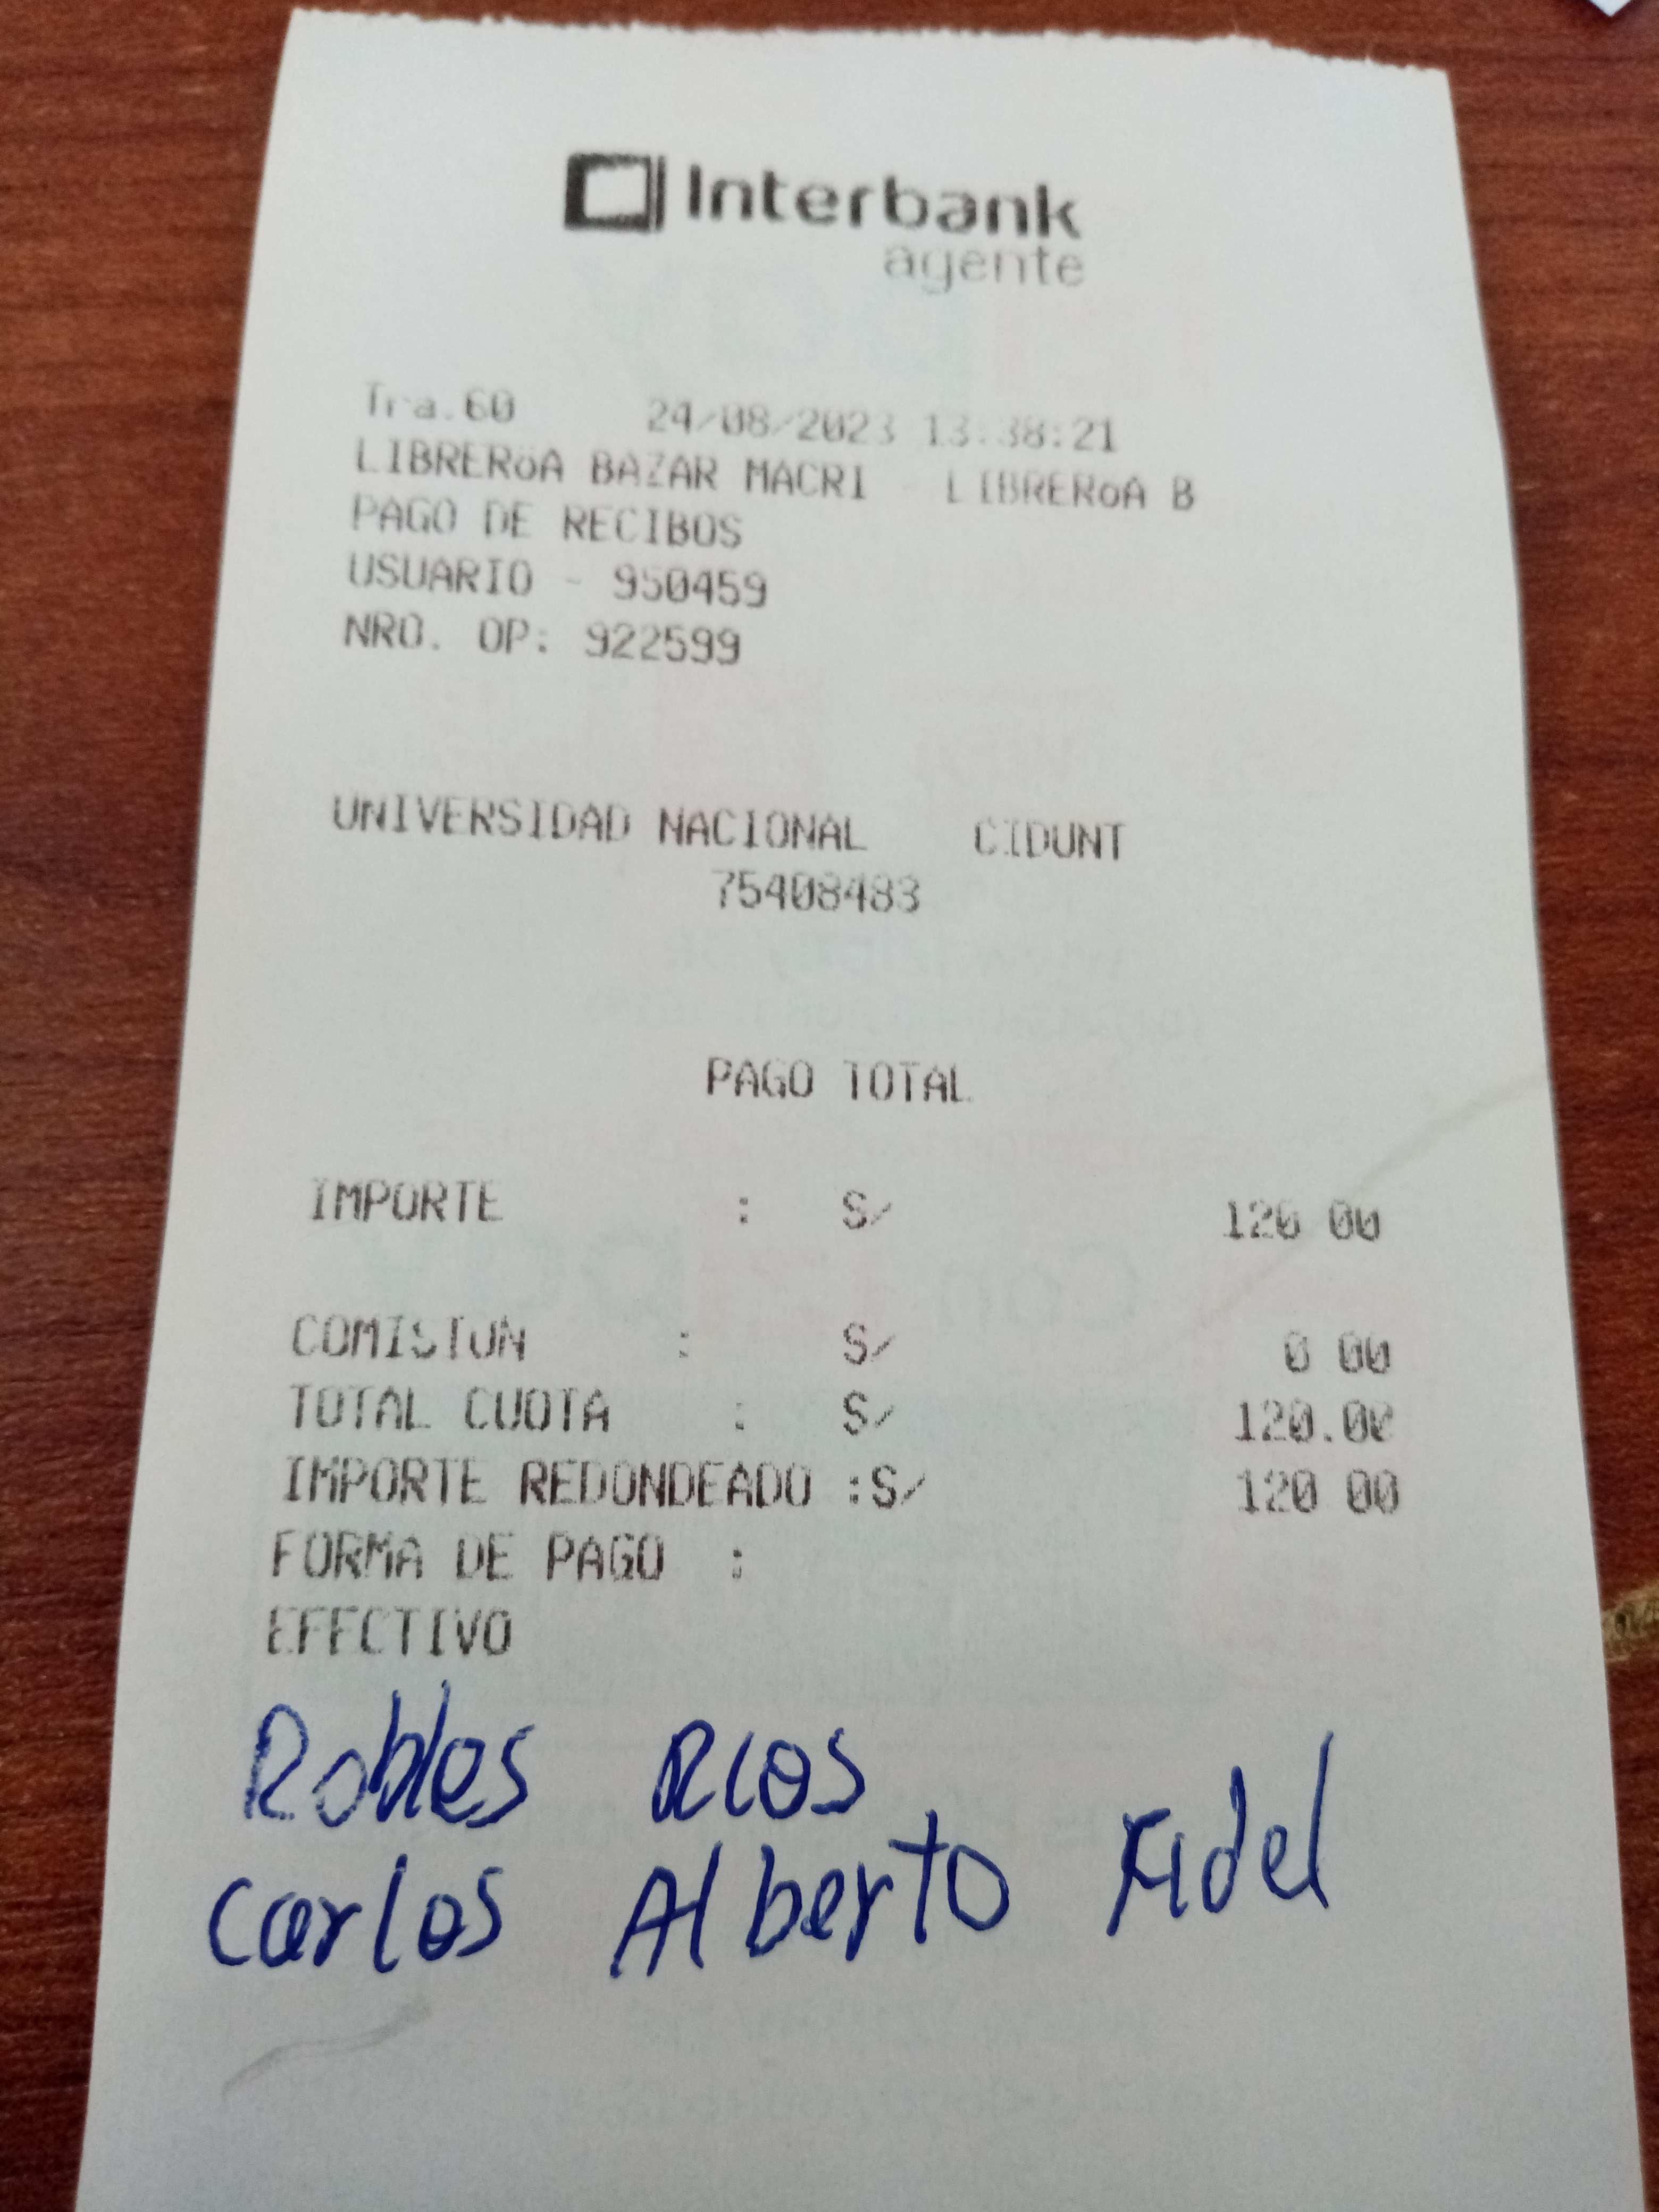 Interbank
agente
Tra.60 24/08/2023 13:38:21
LIBRERöA BAZAR MACRI - LIBRERöA B
PAGO DE RECIBOS
USUARIO - 950459
NRO. OP: 922599
UNIVERSIDAD NACIONAL CIDUNT
75408483
PAGO TOTAL
IMPORTE : S/ 120 00
COMISION : S/ 0 00
TOTAL CUOTA : S/ 120.00
IMPORTE REDONDEADO :S/ 120 00
FORMA DE PAGO :
EFECTIVO
Robles Rios
Carlos Alberto Fidel